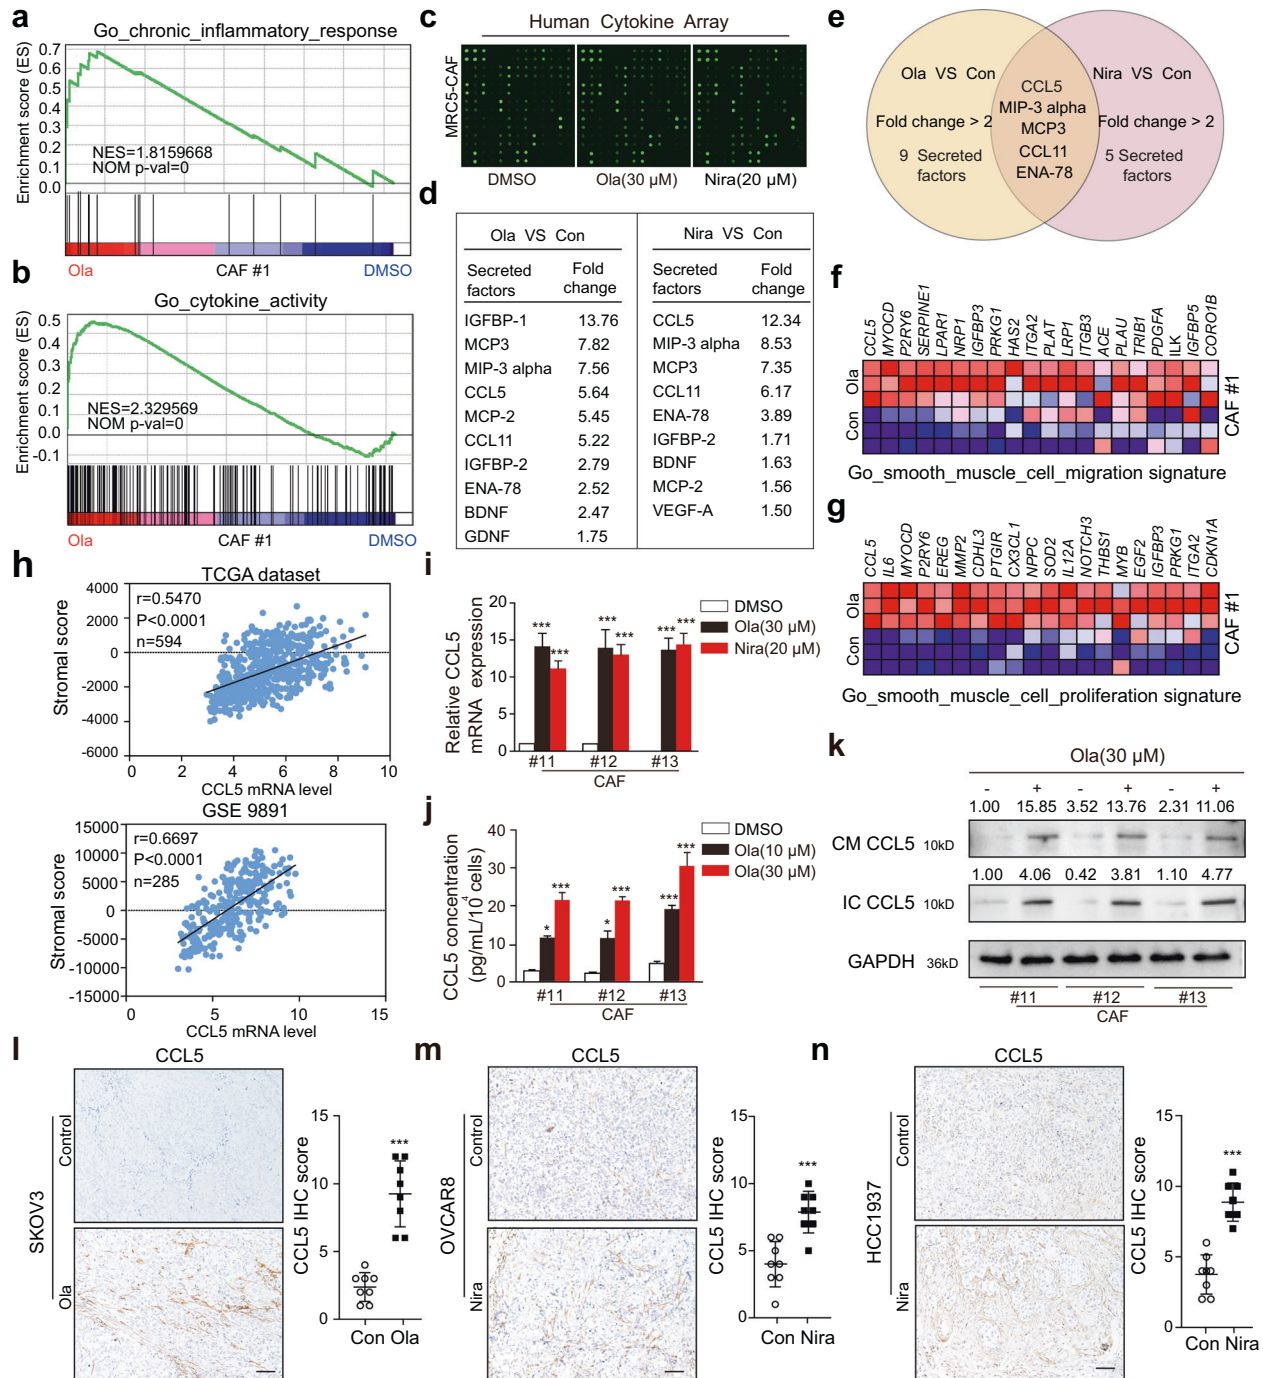 a
Go_chronic_inflammatory_response
Enrichment score (ES)
0.7
0.6
0.5
0.4
0.3
0.2
0.1
0.0
NES=1.8159668
NOM p-val=0
Ola
CAF #1
DMSO
b
Go_cytokine_activity
Enrichment score (ES)
0.5
0.4
0.3
0.2
0.1
0.0
-0.1
NES=2.329569
NOM p-val=0
Ola
CAF #1
DMSO
c
Human Cytokine Array
MRC5-CAF
DMSO
Ola(30 µM)
Nira(20 µM)
d
Ola VS Con
Secreted factors
Fold change
IGFBP-1 13.76
MCP3 7.82
MIP-3 alpha 7.56
CCL5 5.64
MCP-2 5.45
CCL11 5.22
IGFBP-2 2.79
ENA-78 2.52
BDNF 2.47
GDNF 1.75
Nira VS Con
Secreted factors
Fold change
CCL5 12.34
MIP-3 alpha 8.53
MCP3 7.35
CCL11 6.17
ENA-78 3.89
IGFBP-2 1.71
BDNF 1.63
MCP-2 1.56
VEGF-A 1.50
e
Ola VS Con
Fold change > 2
9 Secreted
factors
CCL5
MIP-3 alpha
MCP3
CCL11
ENA-78
Nira VS Con
Fold change > 2
5 Secreted
factors
f
CCL5
MYOCD
P2RY6
SERPINE1
LPAR1
NRP1
IGFBP3
PRKG1
HAS2
ITGA2
PLAT
LRP1
ITGB3
ACE
PLAU
TRIB1
PDGFA
ILK
IGFBP5
CORO1B
Ola
Con
CAF #1
Go_smooth_muscle_cell_migration signature
g
CCL5
IL6
MYOCD
P2RY6
EREG
MMP2
CDHL3
PTGIR
CX3CL1
NPPC
SOD2
IL12A
NOTCH3
THBS1
MYB
EGF2
IGFBP3
PRKG1
ITGA2
CDKN1A
Ola
Con
CAF #1
Go_smooth_muscle_cell_proliferation signature
h
TCGA dataset
Stromal score
4000
2000
0
-2000
-4000
-6000
r=0.5470
P<0.0001
n=594
0 2 4 6 8 10
CCL5 mRNA level
GSE 9891
Stromal score
15000
10000
5000
0
-5000
-10000
-15000
r=0.6697
P<0.0001
n=285
0 5 10 15
CCL5 mRNA level
i
Relative CCL5
mRNA expression
20
15
10
5
0
DMSO
Ola(30 µM)
Nira(20 µM)
*** *** *** *** *** ***
#11 #12 #13
CAF
j
CCL5 concentration
(pg/mL/10⁴ cells)
40
30
20
10
0
DMSO
Ola(10 µM)
Ola(30 µM)
* *** * *** *** ***
#11 #12 #13
CAF
k
Ola(30 µM)
- + - + - +
1.00 15.85 3.52 13.76 2.31 11.06
CM CCL5 10kD
1.00 4.06 0.42 3.81 1.10 4.77
IC CCL5 10kD
GAPDH 36kD
#11 #12 #13
CAF
l
CCL5
SKOV3
Control
Ola
CCL5 IHC score
15
10
5
0
***
Con Ola
m
CCL5
OVCAR8
Control
Nira
CCL5 IHC score
15
10
5
0
***
Con Nira
n
CCL5
HCC1937
Control
Nira
CCL5 IHC score
15
10
5
0
***
Con Nira